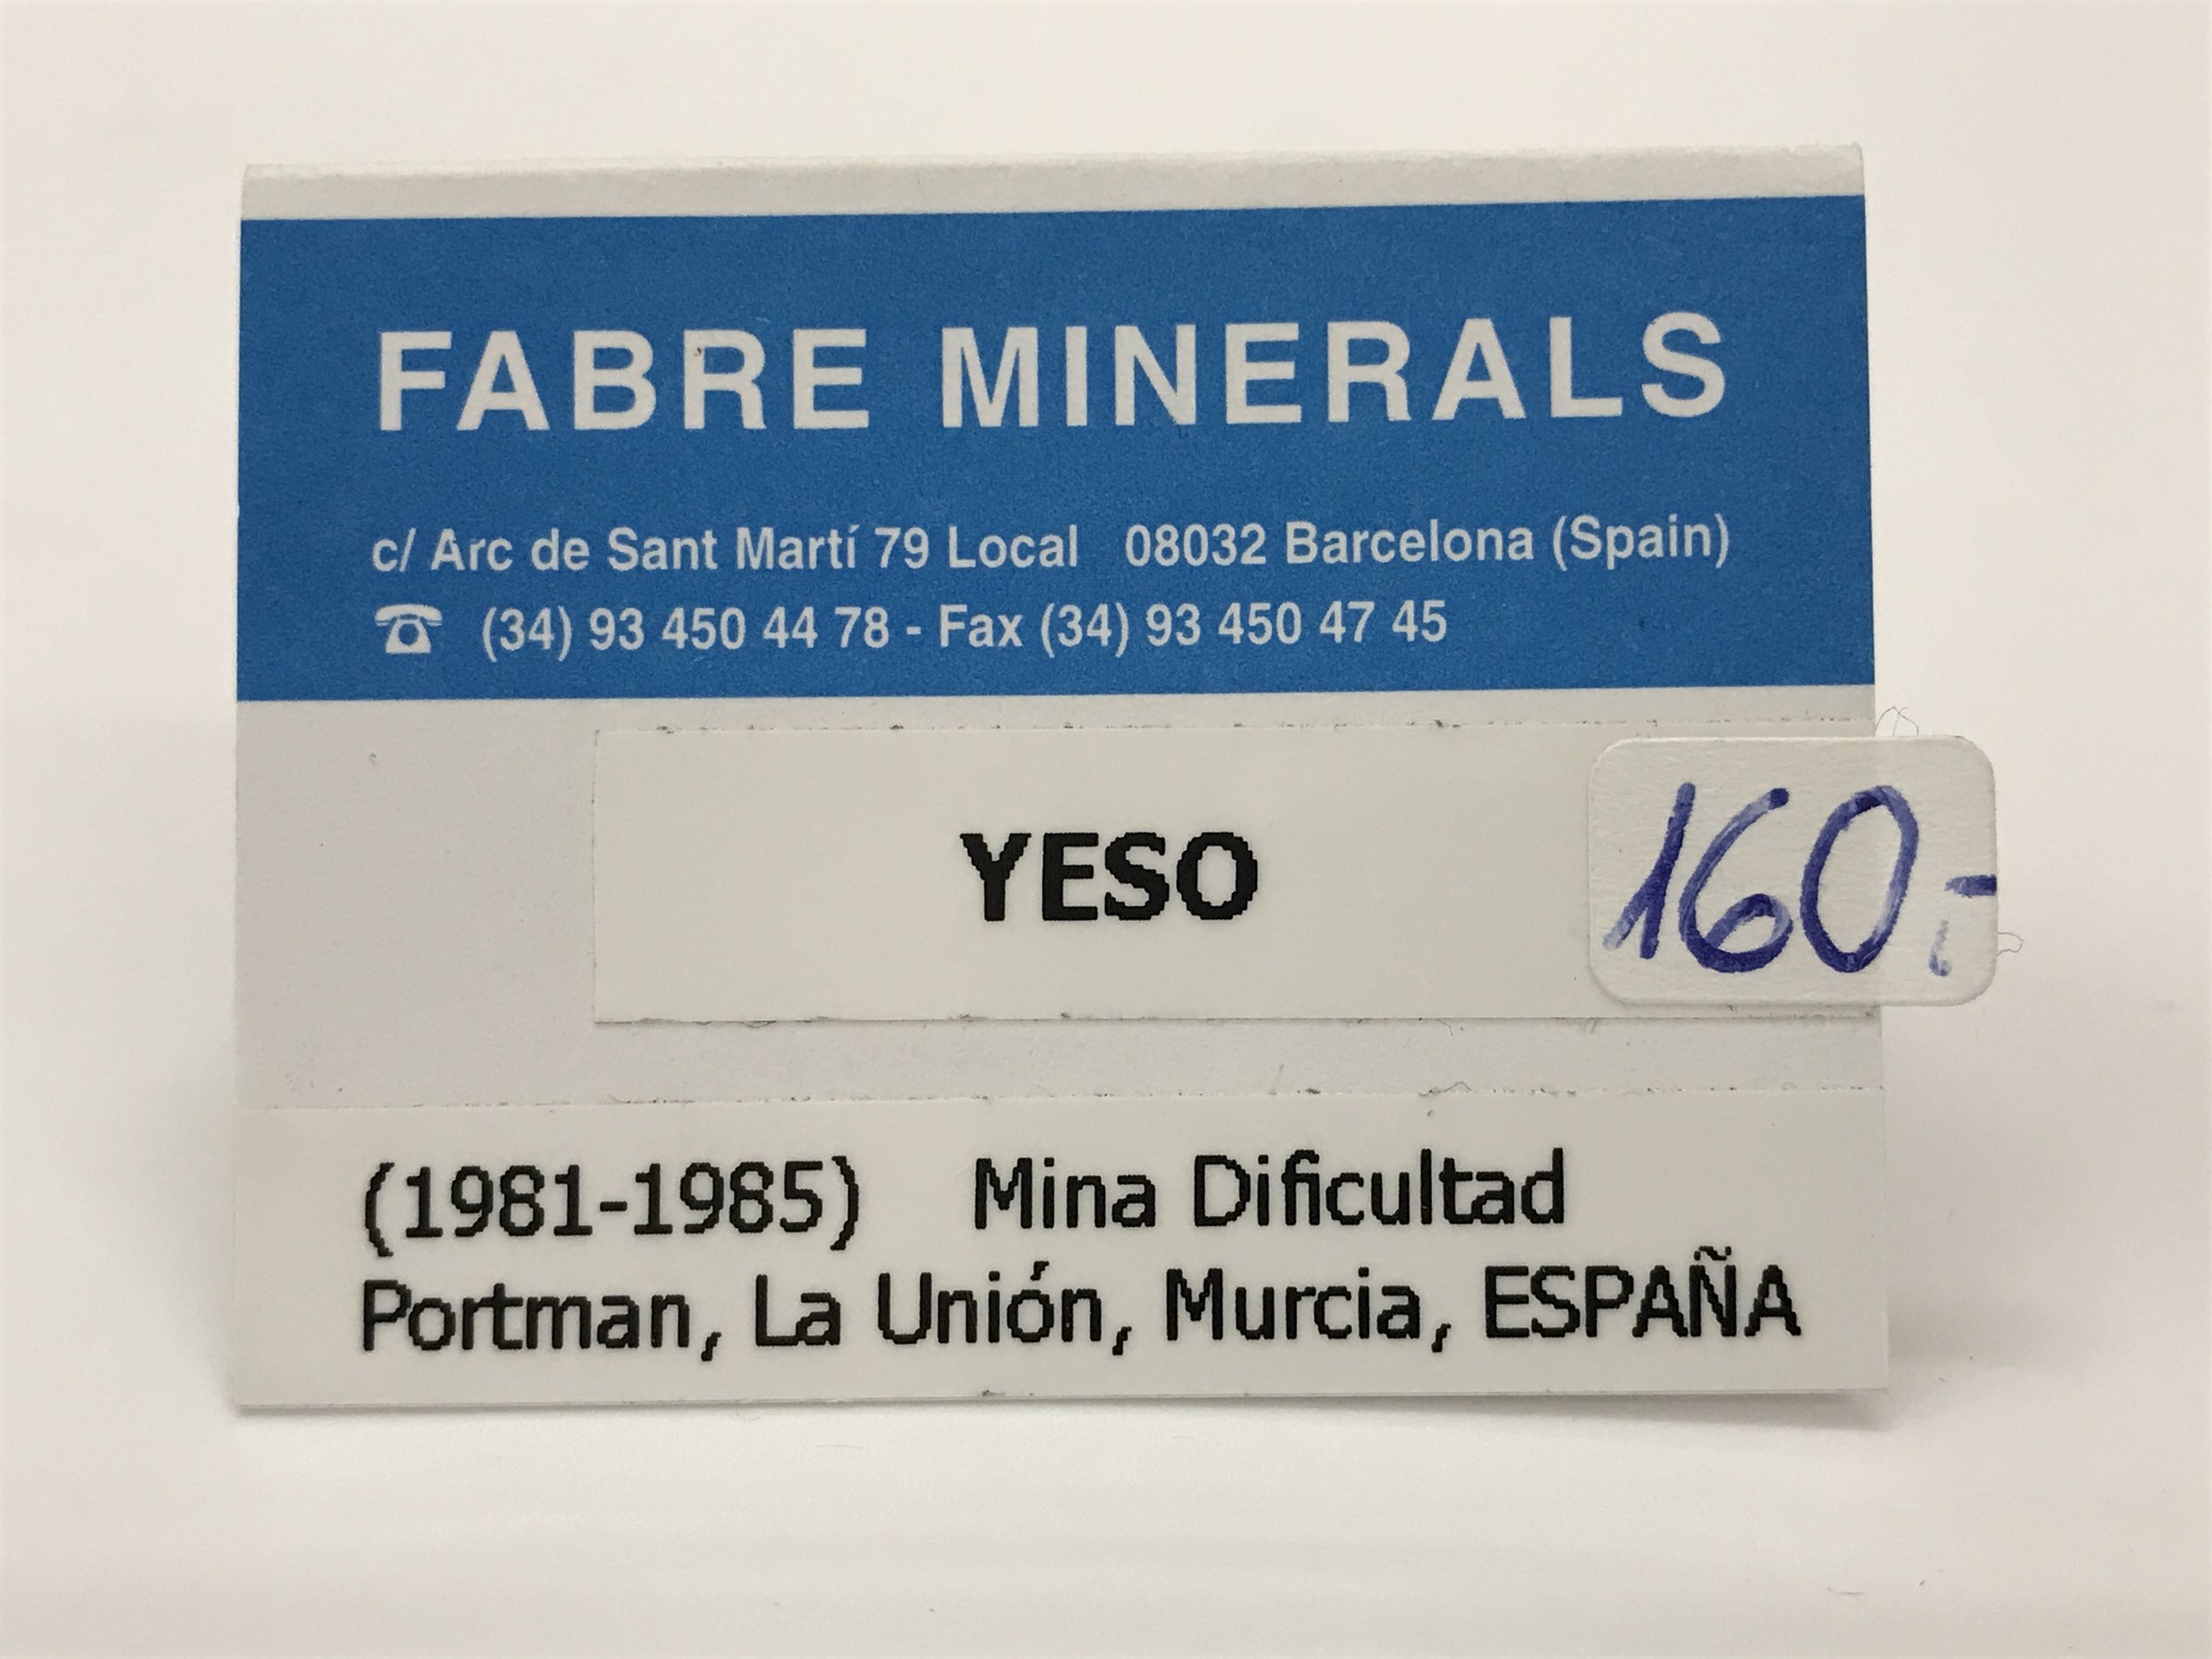 FABRE MINERALS
c/ Arc de Sant Martí 79 Local 08032 Barcelona (Spain)
☎ (34) 93 450 44 78 - Fax (34) 93 450 47 45
YESO
160,-
(1981-1985) Mina Dificultad
Portman, La Unión, Murcia, ESPAÑA